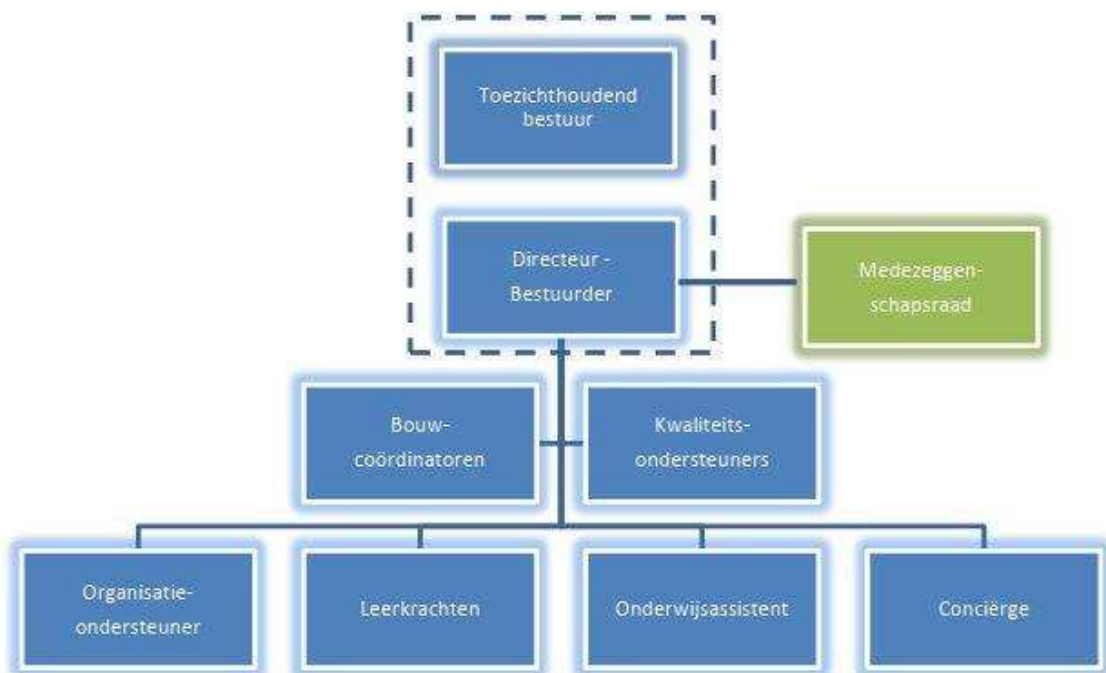 Toezichthoudend
bestuur
Directeur -
Bestuurder
Medezeggen-
schapsraad
Bouw-
coördinatoren
Kwaliteits-
ondersteuners
Organisatie-
ondersteuner
Leerkrachten
Onderwijsassistent
Conciërge